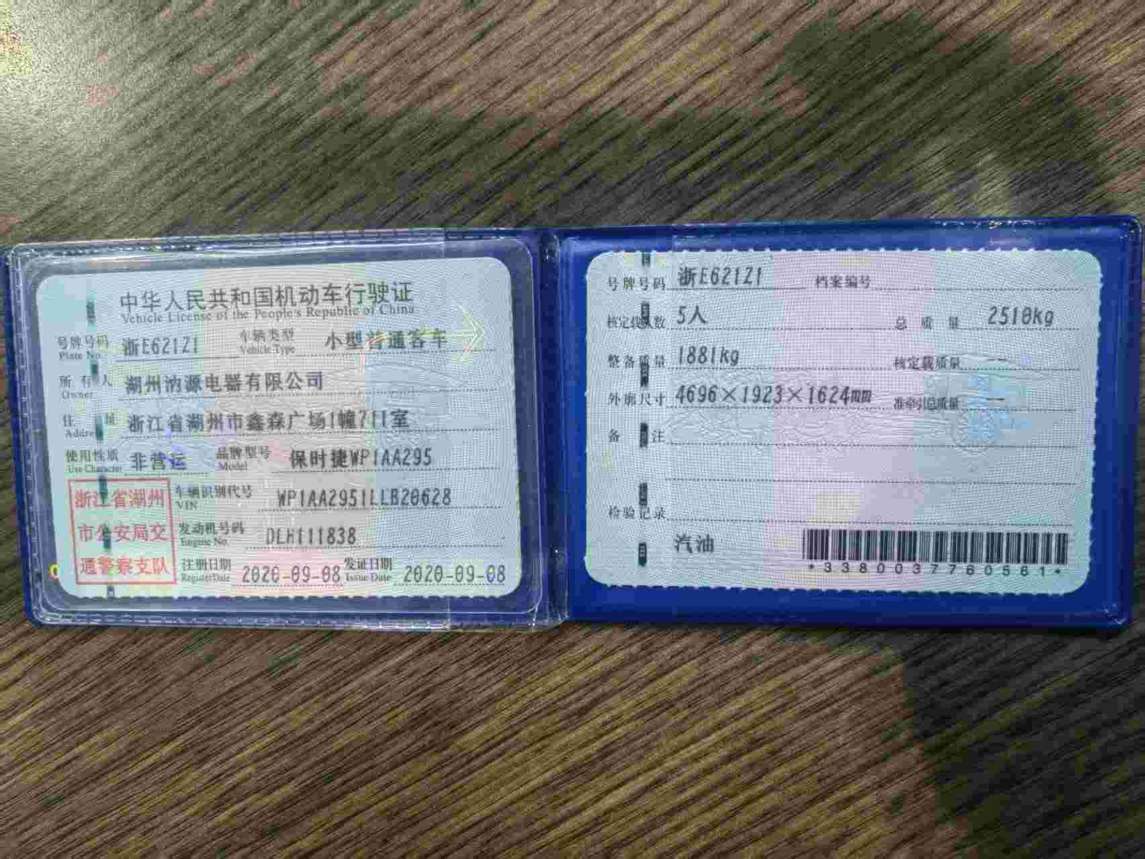 中华人民共和国机动车行驶证
Vehicle License of the People's Republic of China
号牌号码 浙E621Z1 车辆类型 小型普通客车
Plate No. Vehicle Type
所有人 湖州洂源电器有限公司
Owner
住址 浙江省湖州市鑫森广场1幢711室
Address
使用性质 非营运 品牌型号 保时捷WP1AA295
Use Character Model
浙江省湖州
市公安局交
通警察支队
车辆识别代号 WP1AA2951LLB20628
VIN
发动机号码 DLH111838
Engine No.
注册日期 2020-09-08 发证日期 2020-09-08
Register Date Issue Date
号牌号码 浙E621Z1 档案编号
核定载人数 5人 总质量 2510kg
整备质量 1881kg 核定载质量 --
外廓尺寸 4696×1923×1624mm 准牵引总质量 --
备注
检验记录
汽油
*3380037760561*